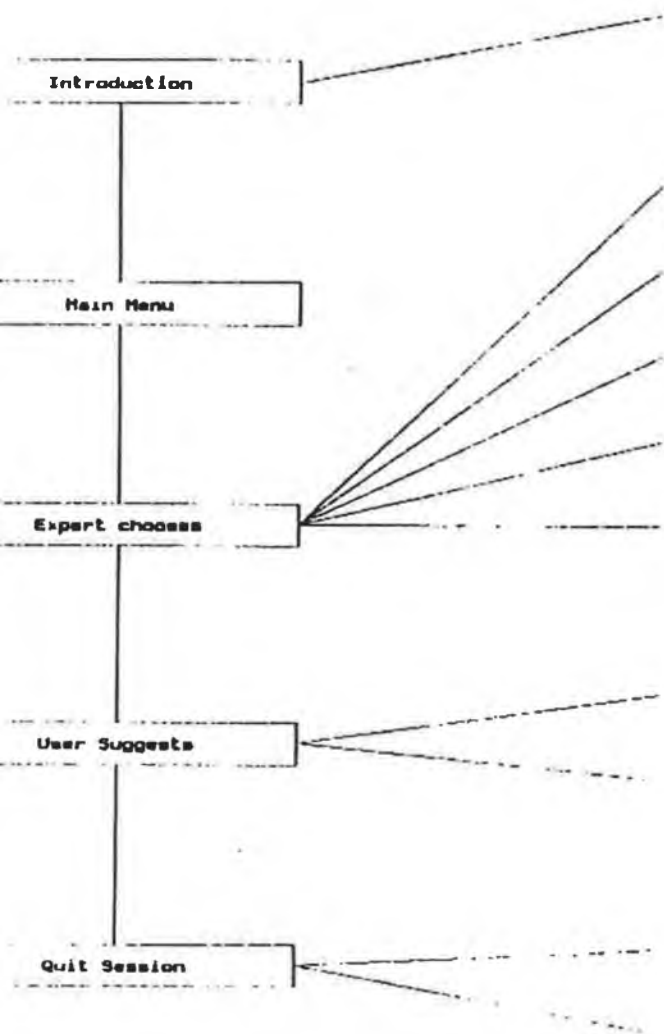 Introduction
Main Menu
Expert chooses
User Suggests
Quit Session